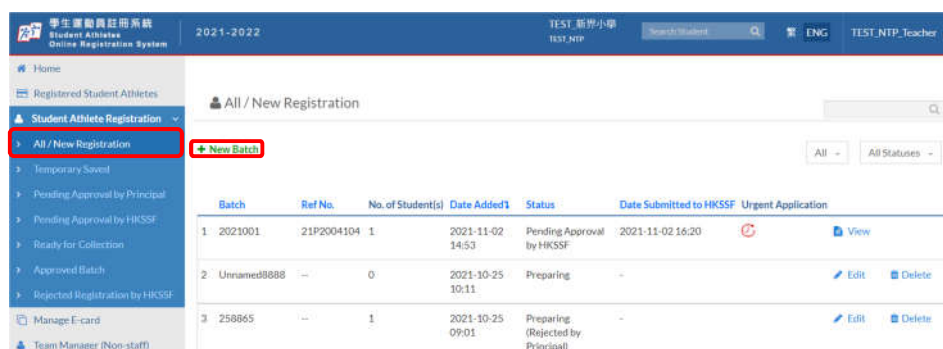 學生運動員註冊系統
Student Athletes
Online Registration System
2021-2022
TEST_新界小學
TEST_NTP
Search Student
繁 ENG
TEST_NTP_Teacher
Home
Registered Student Athletes
Student Athlete Registration
All / New Registration
Temporary Saved
Pending Approval by Principal
Pending Approval by HKSSF
Ready for Collection
Approved Batch
Rejected Registration by HKSSF
Manage E-card
Team Manager (Non-staff)
All / New Registration
+ New Batch
All
All Statuses
Batch Ref No. No. of Student(s) Date Added Status Date Submitted to HKSSF Urgent Application
1 2021001 21P2004104 1 2021-11-02 14:53 Pending Approval by HKSSF 2021-11-02 16:20 View
2 Unnamed8888 -- 0 2021-10-25 10:11 Preparing - Edit Delete
3 258865 -- 1 2021-10-25 09:01 Preparing (Rejected by Principal) - Edit Delete